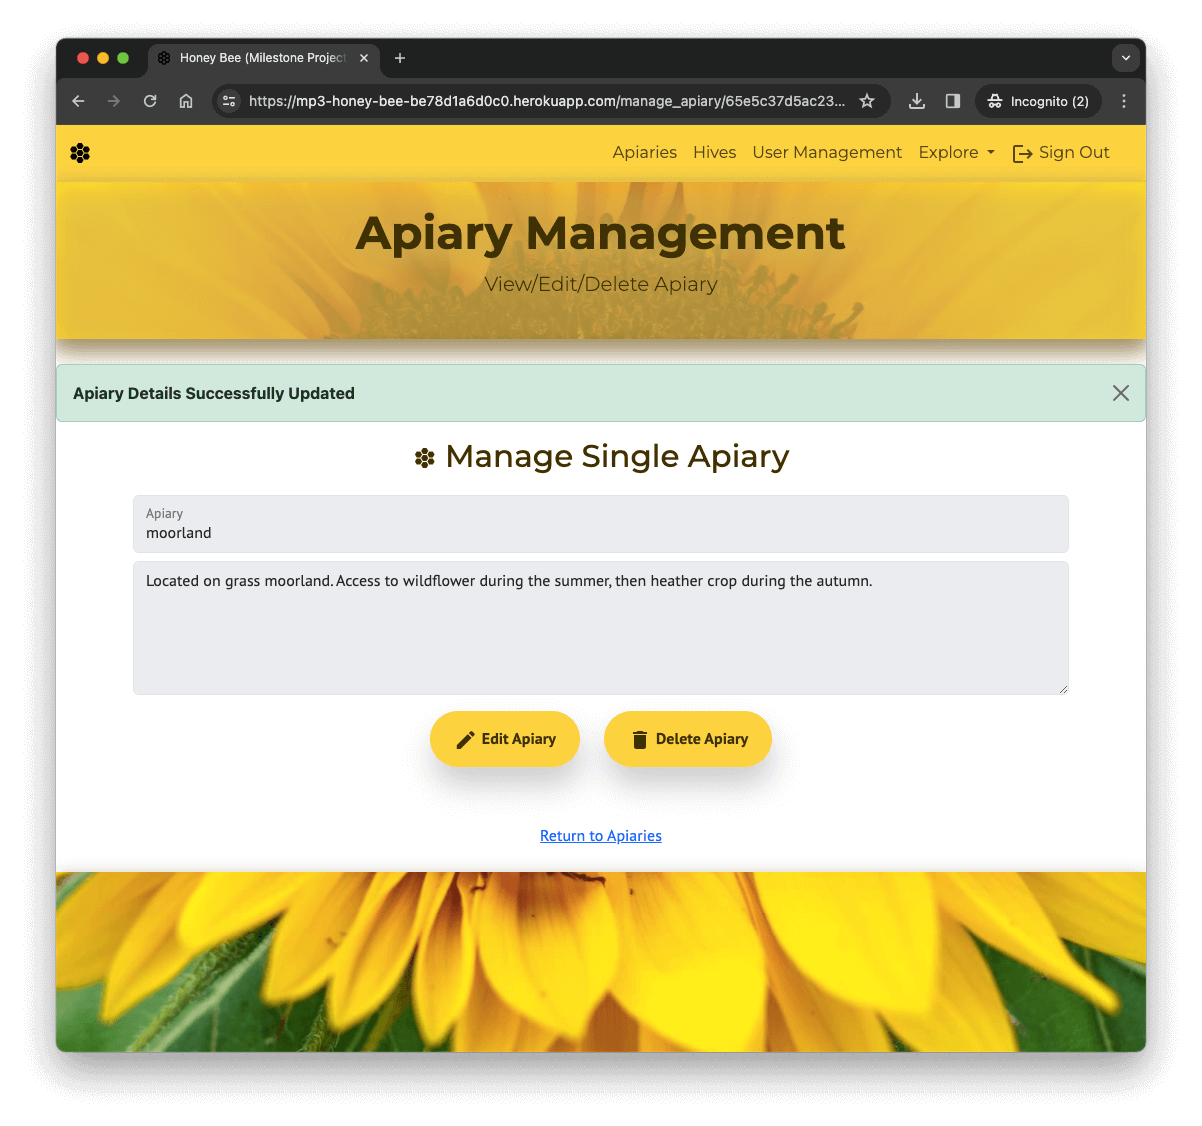 Honey Bee (Milestone Project
https://mp3-honey-bee-be78d1a6d0c0.herokuapp.com/manage_apiary/65e5c37d5ac23...
Incognito (2)
Apiaries Hives User Management Explore Sign Out
Apiary Management
View/Edit/Delete Apiary
Apiary Details Successfully Updated
Manage Single Apiary
Apiary
moorland
Located on grass moorland. Access to wildflower during the summer, then heather crop during the autumn.
Edit Apiary Delete Apiary
Return to Apiaries